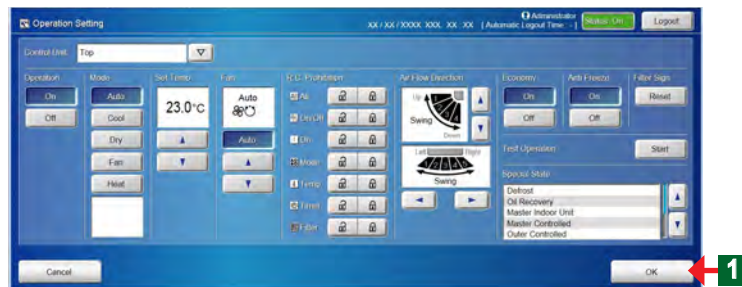 Operation Setting
XX / XX / XXXX XXX, XX : XX : XX [ Automatic Logout Time: - ]
Administrator
Status: On
Logout
Control Unit: Top
Operation
On
Off
Mode
Auto
Cool
Dry
Fan
Heat
Set Temp.
23.0°C
Fan
Auto
Auto
R.C. Prohibition
All
On/Off
On
Mode
Temp
Timer
Filter
Air Flow Direction
Up
Swing
Down
Left
Right
Swing
Economy
On
Off
Anti Freeze
On
Off
Filter Sign
Reset
Test Operation
Start
Special State
Defrost
Oil Recovery
Master Indoor Unit
Master Controlled
Outer Controlled
Cancel
OK
1